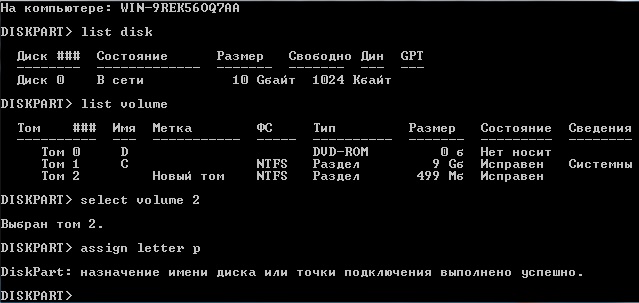 На компьютере: WIN-9REK56OQ7AA
DISKPART> list disk
Диск ### Состояние Размер Свободно Дин GPT
-------- ------------- ------- ------- --- ---
Диск 0 В сети 10 Gбайт 1024 Kбайт
DISKPART> list volume
Том ### Имя Метка ФС Тип Размер Состояние Сведения
---------- --- ----------- ----- ---------- ------- --------- --------
Том 0 D DVD-ROM 0 б Нет носит
Том 1 C NTFS Раздел 9 Gб Исправен Системны
Том 2 Новый том NTFS Раздел 499 Mб Исправен
DISKPART> select volume 2
Выбран том 2.
DISKPART> assign letter p
DiskPart: назначение имени диска или точки подключения выполнено успешно.
DISKPART>